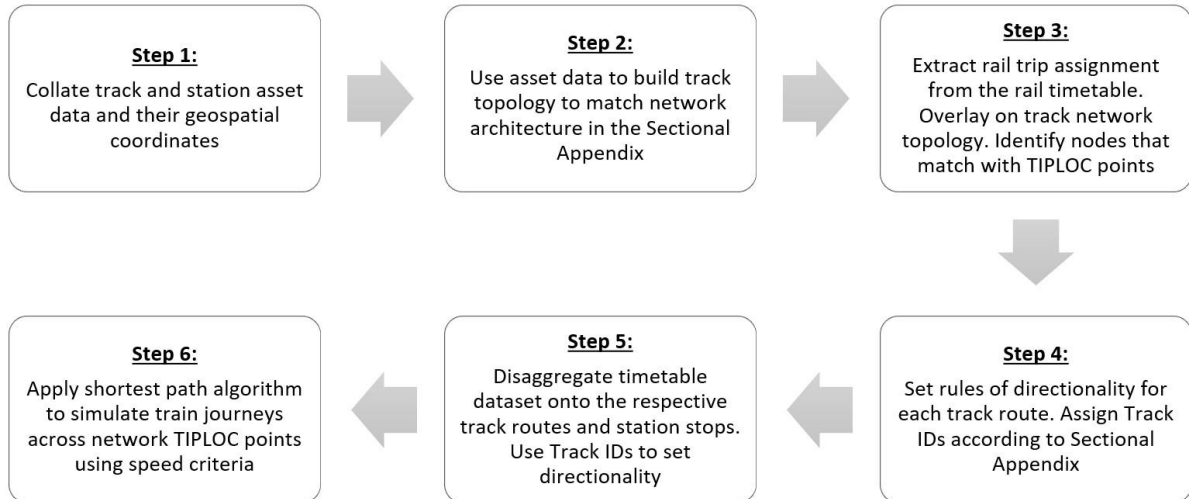 Step 1:
Collate track and station asset
data and their geospatial
coordinates
Step 2:
Use asset data to build track
topology to match network
architecture in the Sectional
Appendix
Step 3:
Extract rail trip assignment
from the rail timetable.
Overlay on track network
topology. Identify nodes that
match with TIPLOC points
Step 4:
Set rules of directionality for
each track route. Assign Track
IDs according to Sectional
Appendix
Step 5:
Disaggregate timetable
dataset onto the respective
track routes and station stops.
Use Track IDs to set
directionality
Step 6:
Apply shortest path algorithm
to simulate train journeys
across network TIPLOC points
using speed criteria